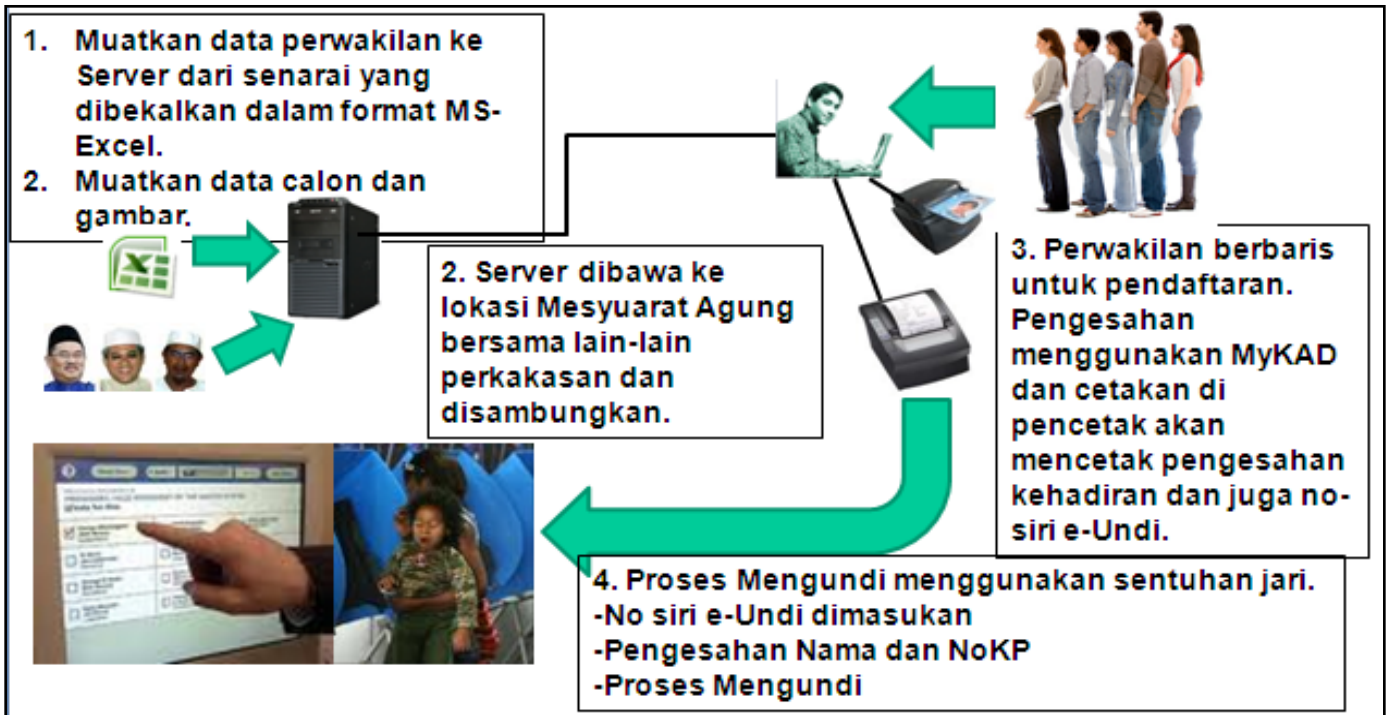 1. Muatkan data perwakilan ke
Server dari senarai yang
dibekalkan dalam format MS-
Excel.
2. Muatkan data calon dan
gambar.
2. Server dibawa ke
lokasi Mesyuarat Agung
bersama lain-lain
perkakasan dan
disambungkan.
3. Perwakilan berbaris
untuk pendaftaran.
Pengesahan
menggunakan MyKAD
dan cetakan di
pencetak akan
mencetak pengesahan
kehadiran dan juga no-
siri e-Undi.
4. Proses Mengundi menggunakan sentuhan jari.
-No siri e-Undi dimasukan
-Pengesahan Nama dan NoKP
-Proses Mengundi